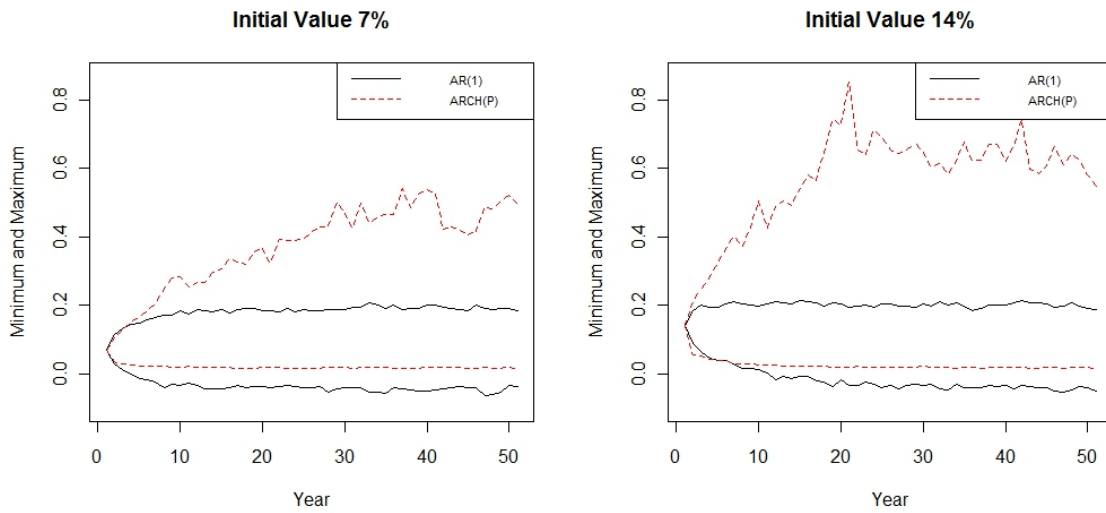 Initial Value 7%
Minimum and Maximum
0.8
0.6
0.4
0.2
0.0
AR(1)
ARCH(P)
0 10 20 30 40 50
Year
Initial Value 14%
Minimum and Maximum
0.8
0.6
0.4
0.2
0.0
AR(1)
ARCH(P)
0 10 20 30 40 50
Year